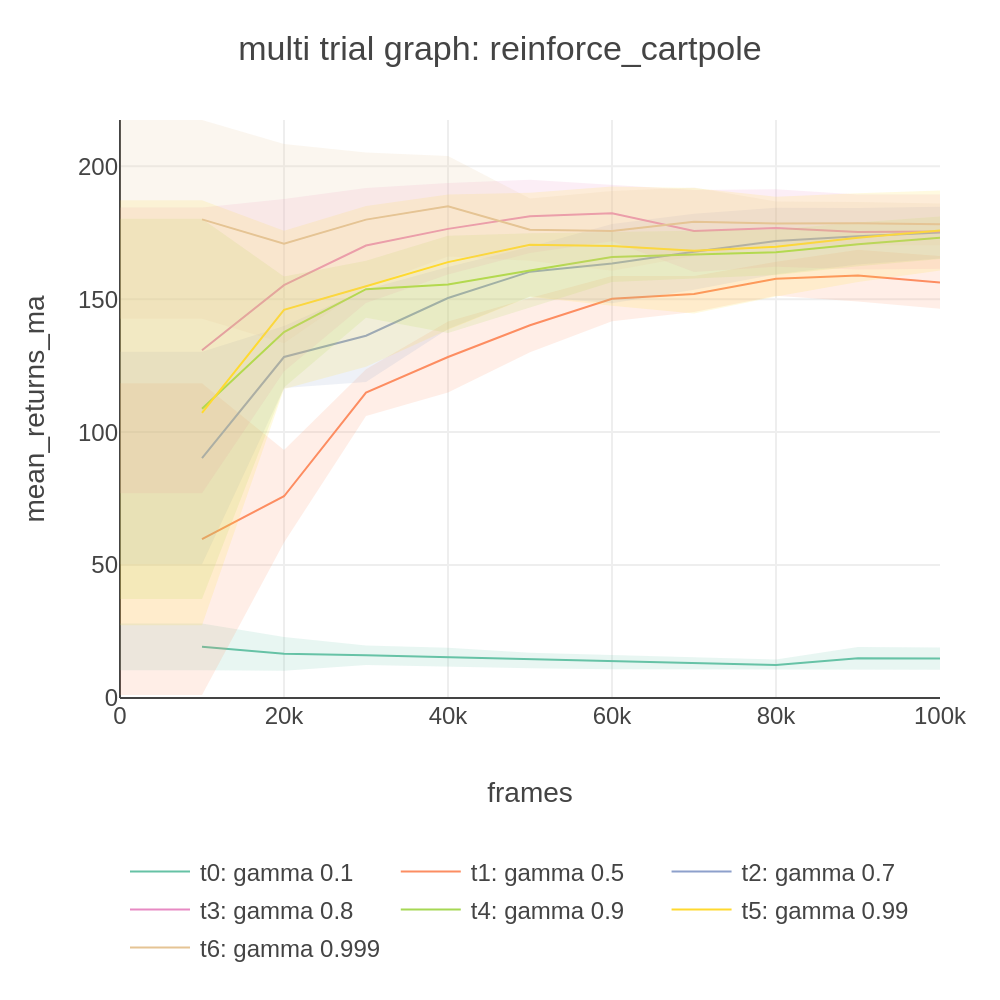 multi trial graph: reinforce_cartpole
mean_returns_ma
200
150
100
50
0
0 20k 40k 60k 80k 100k
frames
t0: gamma 0.1 t1: gamma 0.5 t2: gamma 0.7
t3: gamma 0.8 t4: gamma 0.9 t5: gamma 0.99
t6: gamma 0.999